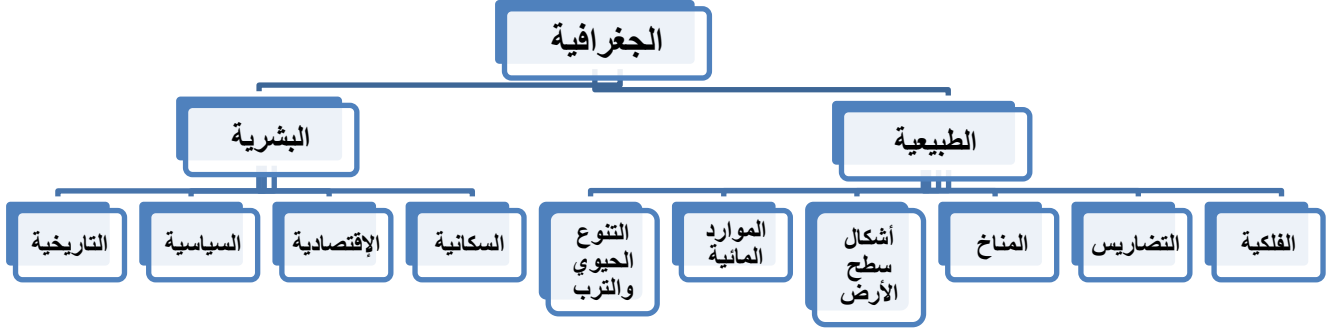 الجغرافية
الطبيعية
البشرية
الفلكية
التضاريس
المناخ
أشكال
سطح
الأرض
الموارد
المائية
التنوع
الحيوي
والترب
السكانية
الإقتصادية
السياسية
التاريخية